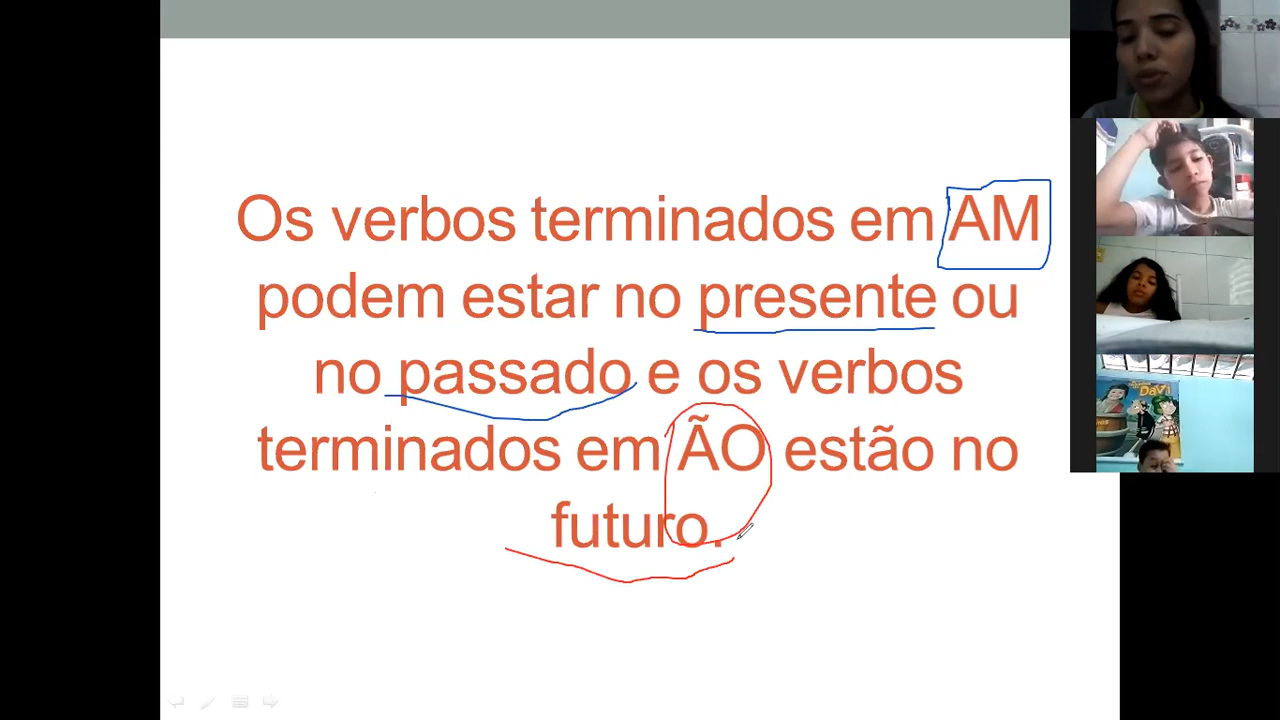 Os verbos terminados em AM
podem estar no presente ou
no passado e os verbos
terminados em ÃO estão no
futuro.
DaVi